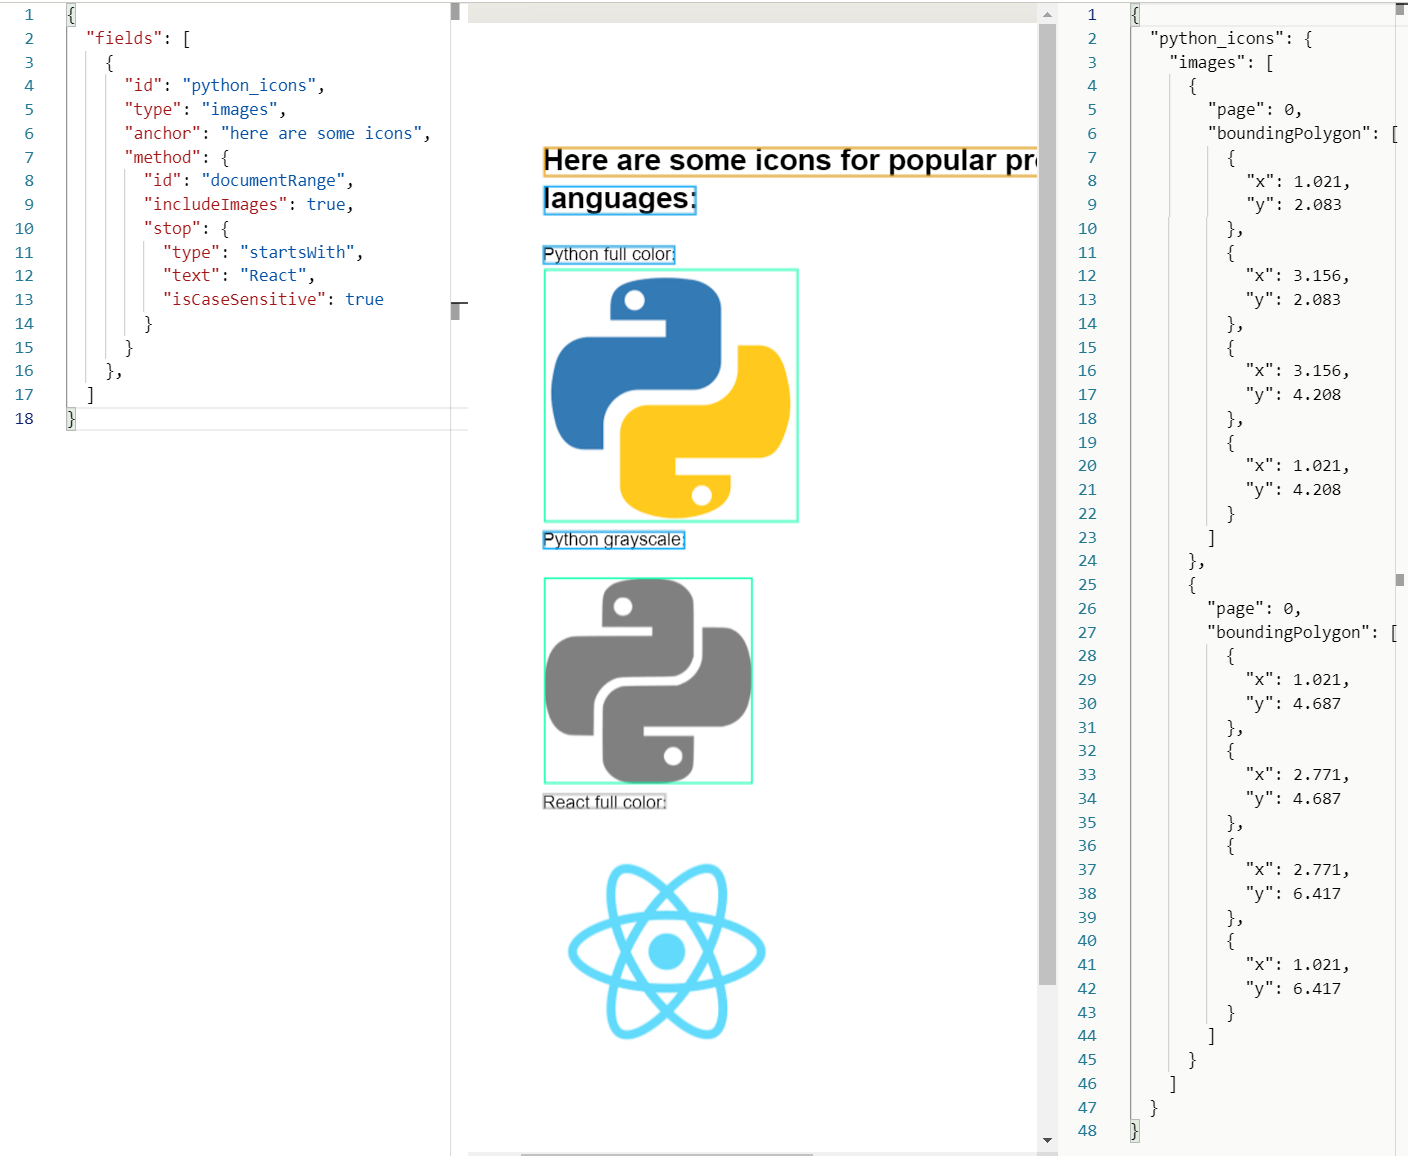 1 {
2 "fields": [
3 {
4 "id": "python_icons",
5 "type": "images",
6 "anchor": "here are some icons",
7 "method": {
8 "id": "documentRange",
9 "includeImages": true,
10 "stop": {
11 "type": "startsWith",
12 "text": "React",
13 "isCaseSensitive": true
14 }
15 }
16 },
17 ]
18 }
Here are some icons for popular pr
languages:
Python full color:
Python grayscale:
React full color:
1 {
2 "python_icons": {
3 "images": [
4 {
5 "page": 0,
6 "boundingPolygon": [
7 {
8 "x": 1.021,
9 "y": 2.083
10 },
11 {
12 "x": 3.156,
13 "y": 2.083
14 },
15 {
16 "x": 3.156,
17 "y": 4.208
18 },
19 {
20 "x": 1.021,
21 "y": 4.208
22 }
23 ]
24 },
25 {
26 "page": 0,
27 "boundingPolygon": [
28 {
29 "x": 1.021,
30 "y": 4.687
31 },
32 {
33 "x": 2.771,
34 "y": 4.687
35 },
36 {
37 "x": 2.771,
38 "y": 6.417
39 },
40 {
41 "x": 1.021,
42 "y": 6.417
43 }
44 ]
45 }
46 ]
47 }
48 }